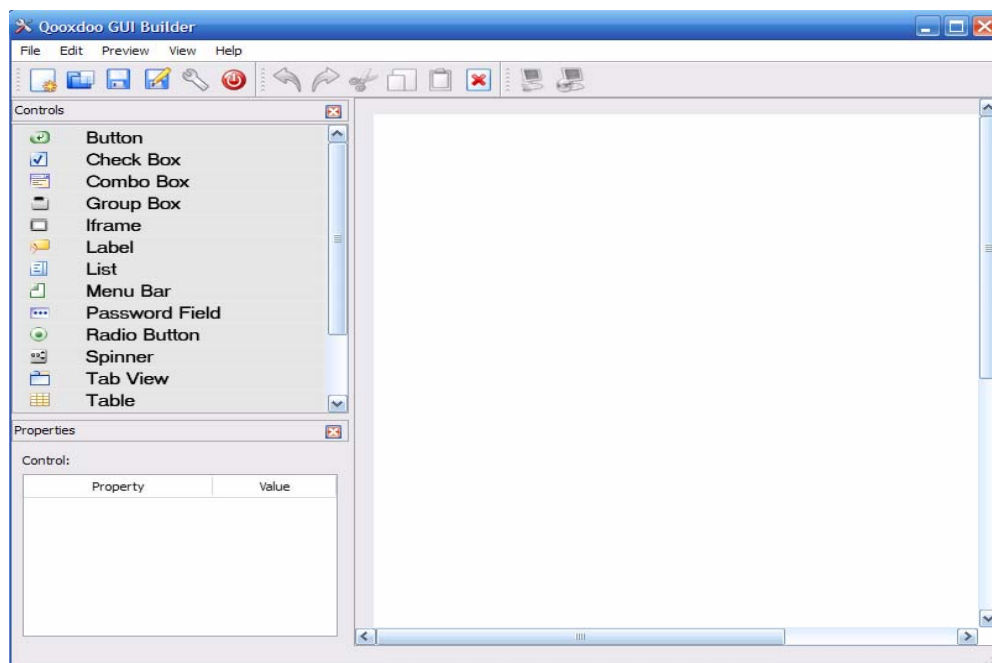 Qooxdoo GUI Builder
File Edit Preview View Help
Controls
Button
Check Box
Combo Box
Group Box
Iframe
Label
List
Menu Bar
Password Field
Radio Button
Spinner
Tab View
Table
Properties
Control:
Property Value